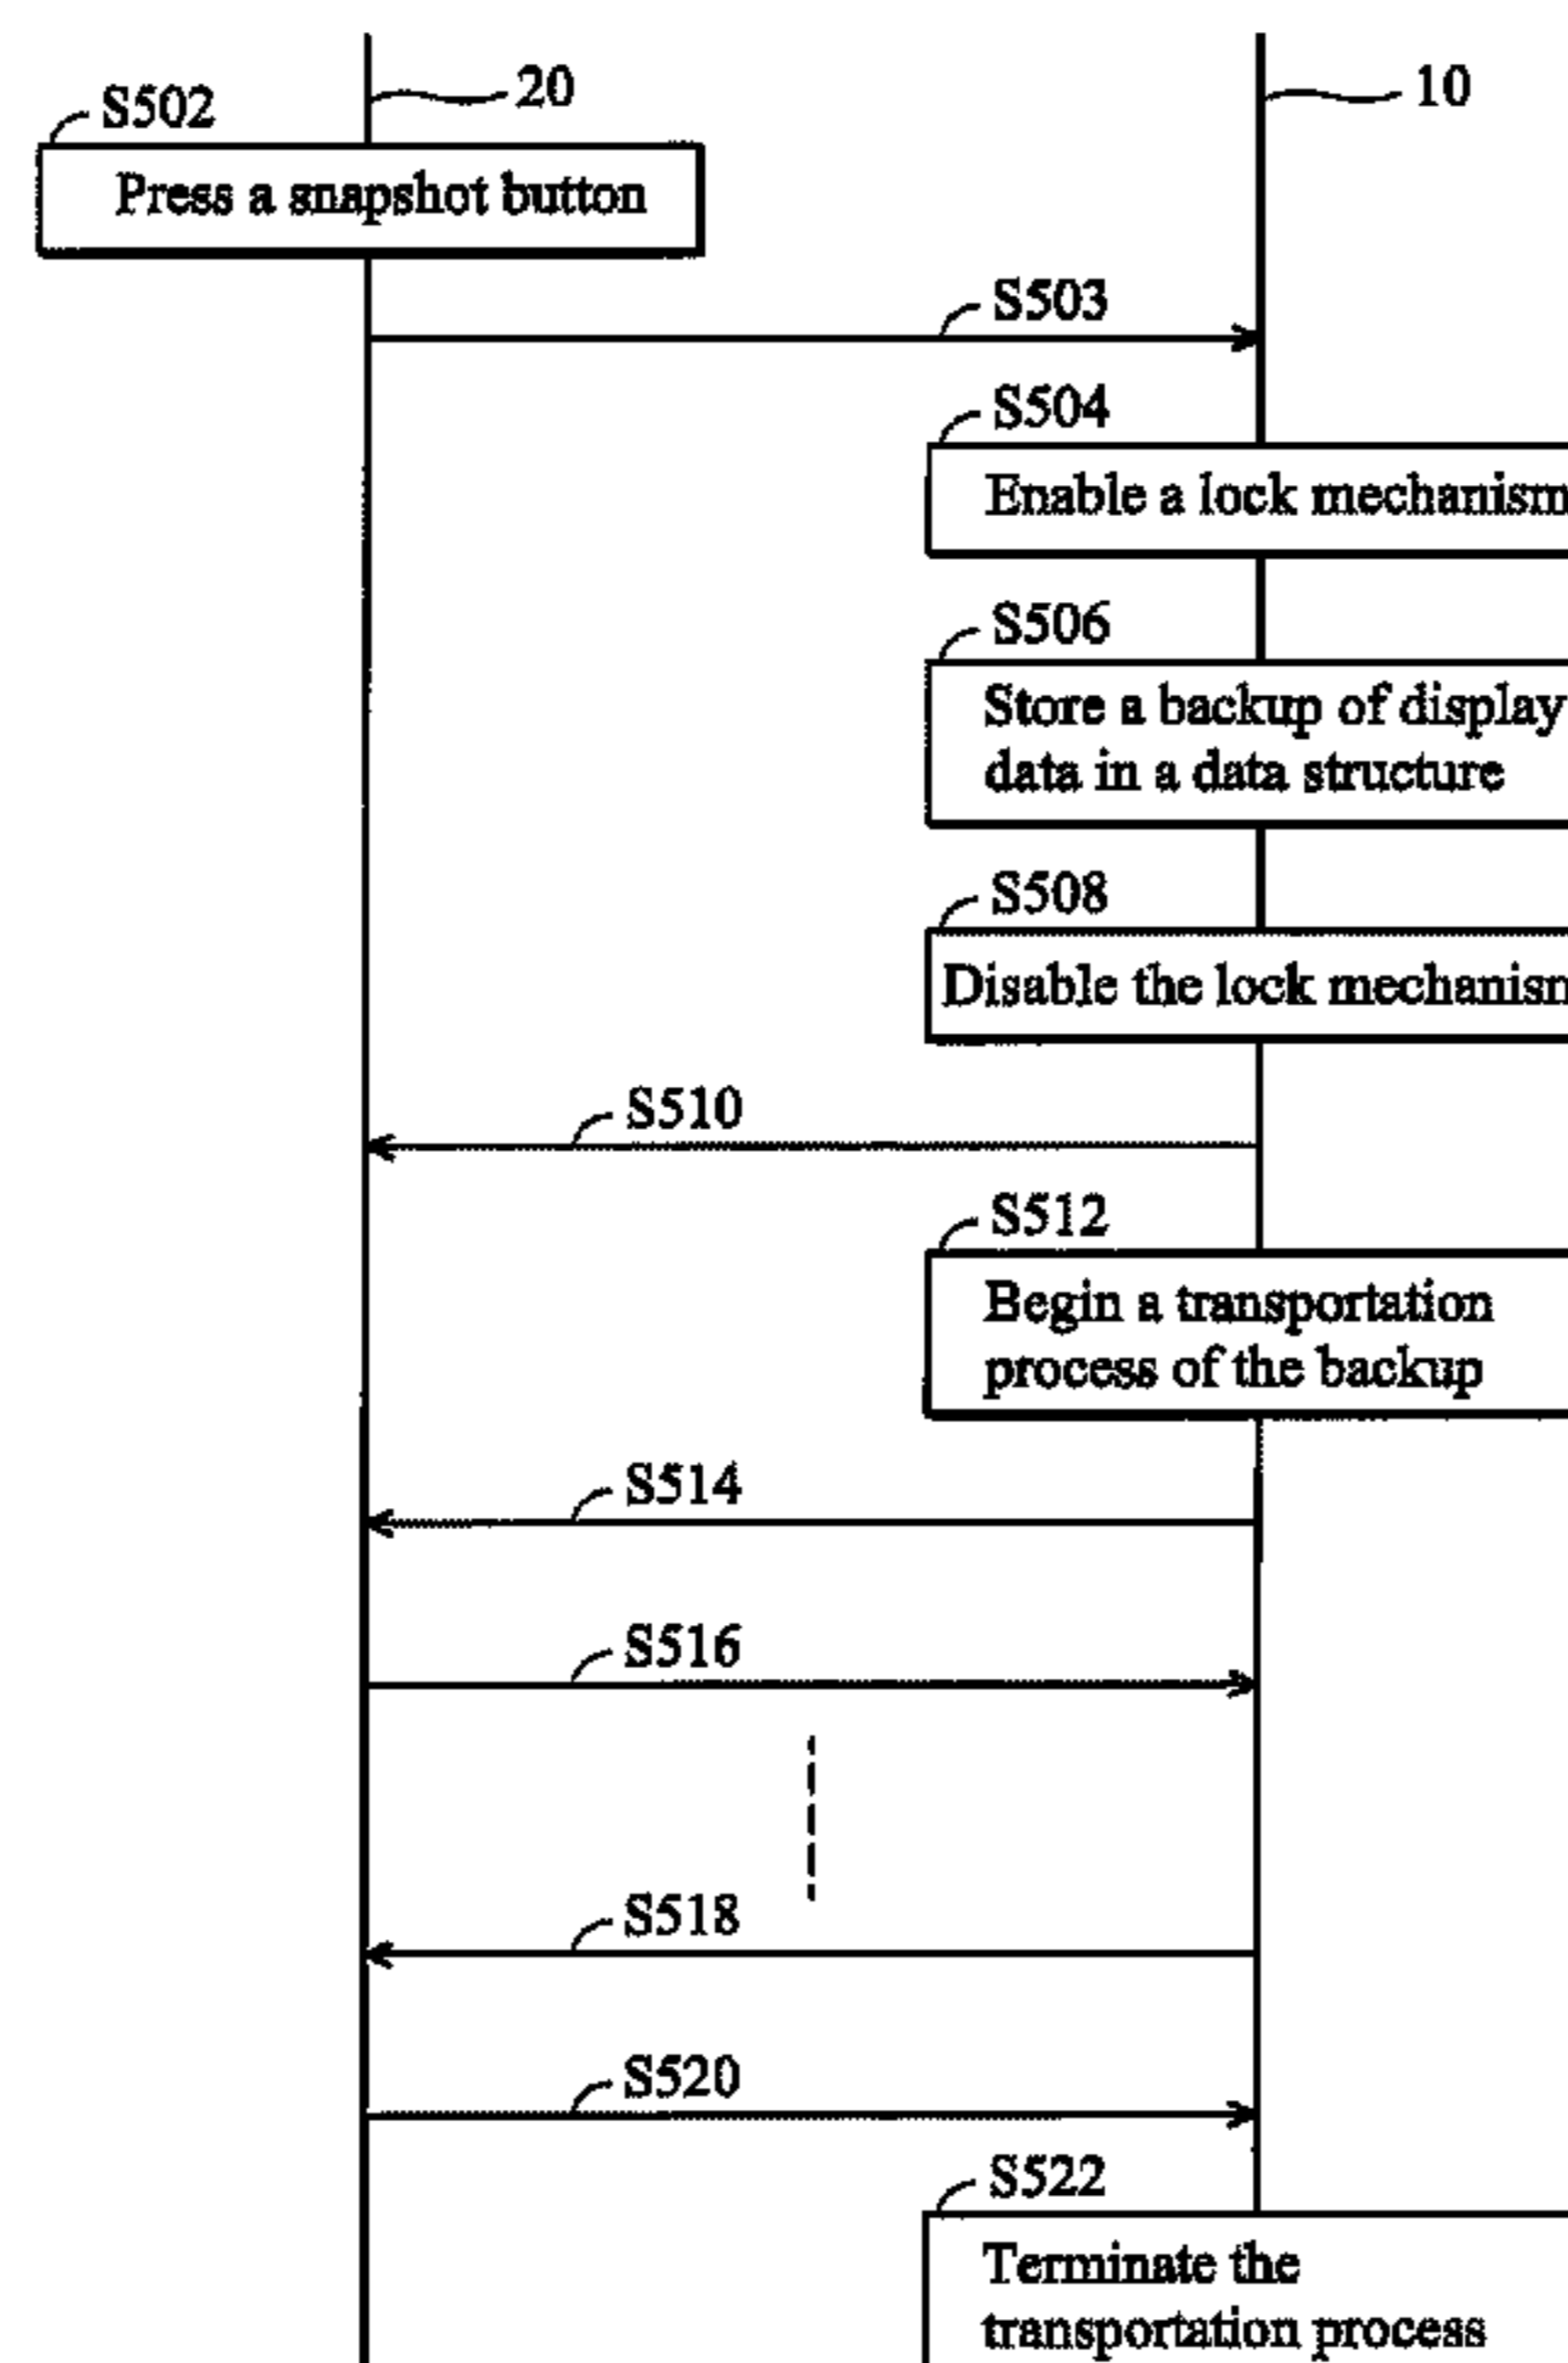 20
10
S502
Press a snapshot button
S503
S504
Enable a lock mechanism
S506
Store a backup of display
data in a data structure
S508
Disable the lock mechanism
S510
S512
Begin a transportation
process of the backup
S514
S516
S518
S520
S522
Terminate the
transportation process